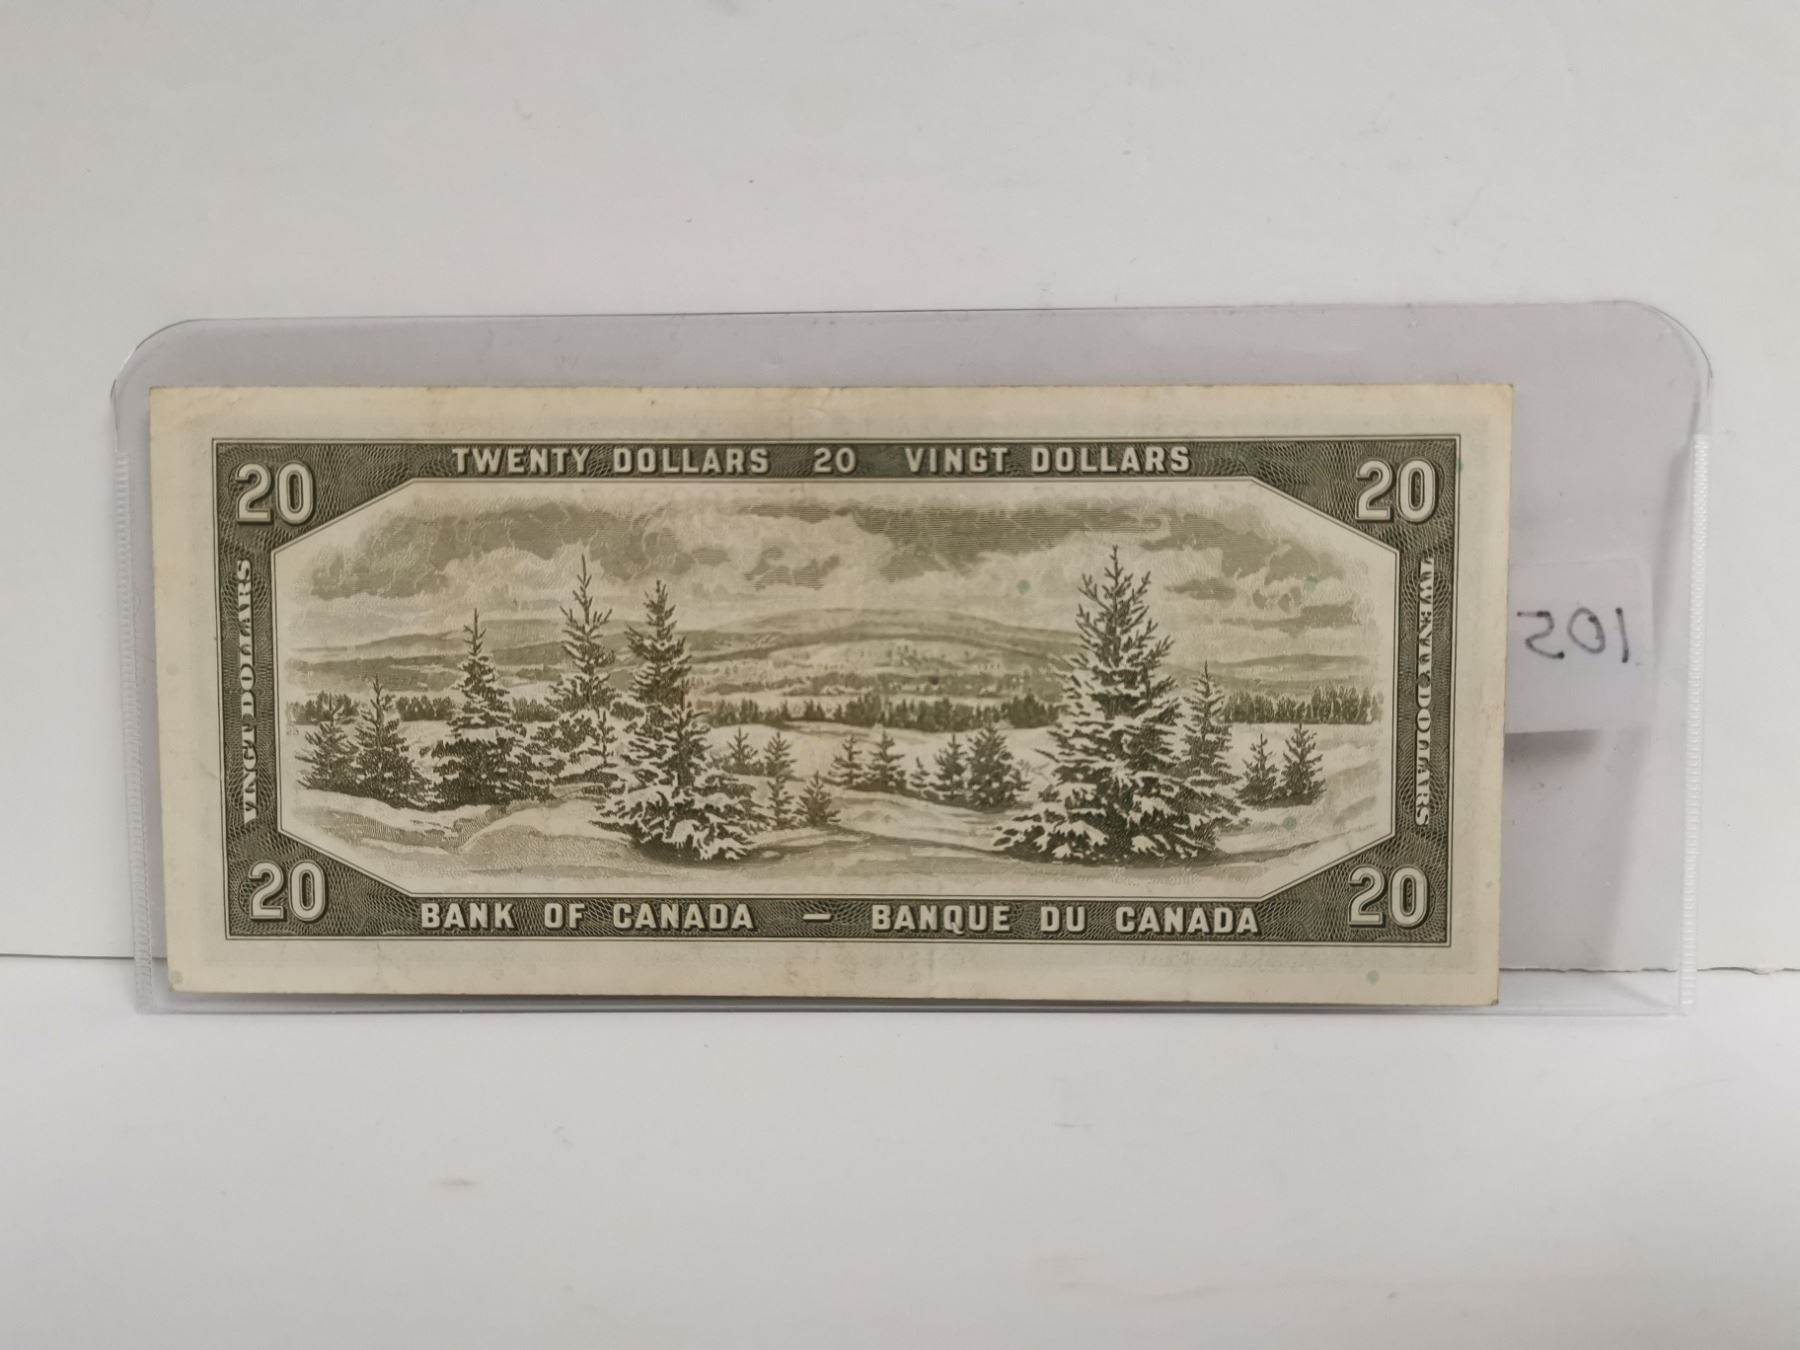 TWENTY DOLLARS 20 VINGT DOLLARS
20
20
VINGT DOLLARS
TWENTY DOLLARS
105
20
20
BANK OF CANADA — BANQUE DU CANADA